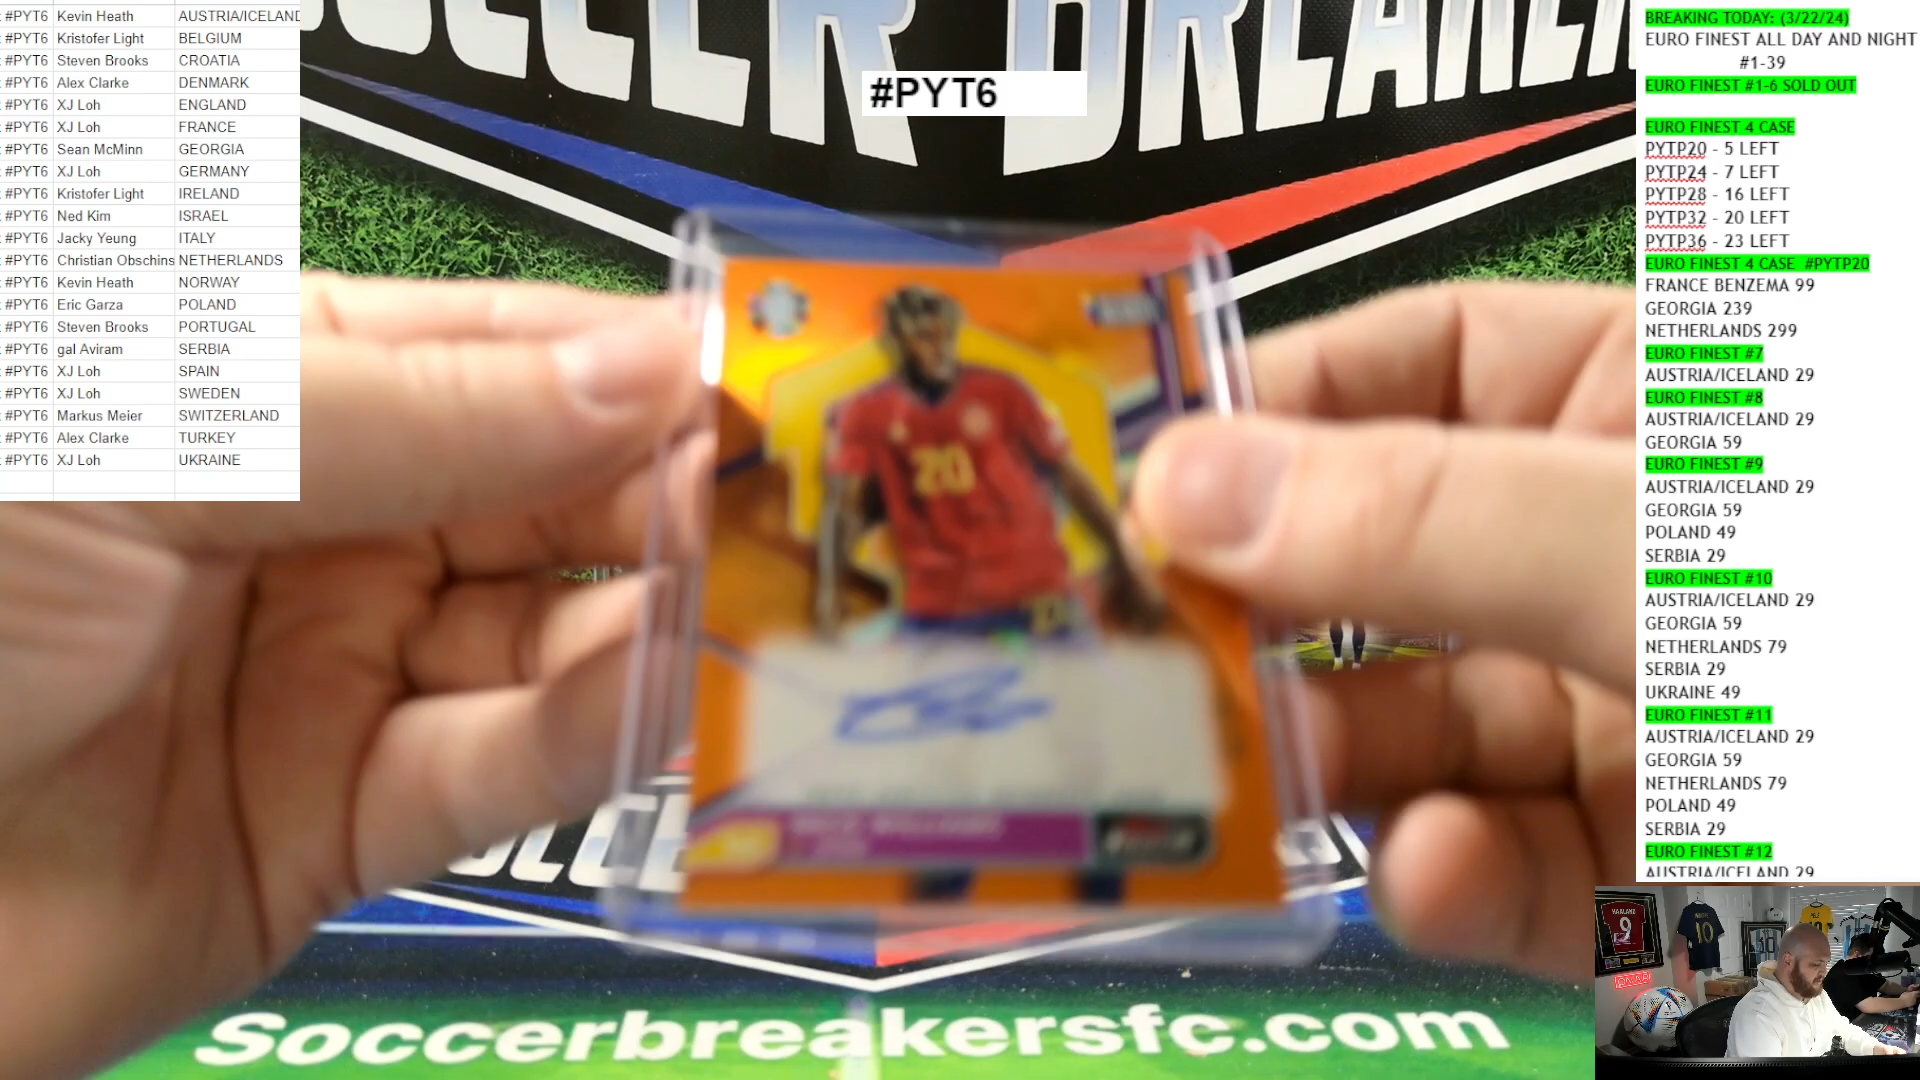 #PYT6 Kevin Heath AUSTRIA/ICELAND
#PYT6 Kristofer Light BELGIUM
#PYT6 Steven Brooks CROATIA
#PYT6 Alex Clarke DENMARK
#PYT6 XJ Loh ENGLAND
#PYT6 XJ Loh FRANCE
#PYT6 Sean McMinn GEORGIA
#PYT6 XJ Loh GERMANY
#PYT6 Kristofer Light IRELAND
#PYT6 Ned Kim ISRAEL
#PYT6 Jacky Yeung ITALY
#PYT6 Christian Obschins NETHERLANDS
#PYT6 Kevin Heath NORWAY
#PYT6 Eric Garza POLAND
#PYT6 Steven Brooks PORTUGAL
#PYT6 gal Aviram SERBIA
#PYT6 XJ Loh SPAIN
#PYT6 XJ Loh SWEDEN
#PYT6 Markus Meier SWITZERLAND
#PYT6 Alex Clarke TURKEY
#PYT6 XJ Loh UKRAINE
SOCCER BREAKERS
#PYT6
20
Soccerbreakersfc.com
BREAKING TODAY: (3/22/24)
EURO FINEST ALL DAY AND NIGHT
#1-39
EURO FINEST #1-6 SOLD OUT
EURO FINEST 4 CASE
PYTP20 - 5 LEFT
PYTP24 - 7 LEFT
PYTP28 - 16 LEFT
PYTP32 - 20 LEFT
PYTP36 - 23 LEFT
EURO FINEST 4 CASE #PYTP20
FRANCE BENZEMA 99
GEORGIA 239
NETHERLANDS 299
EURO FINEST #7
AUSTRIA/ICELAND 29
EURO FINEST #8
AUSTRIA/ICELAND 29
GEORGIA 59
EURO FINEST #9
AUSTRIA/ICELAND 29
GEORGIA 59
POLAND 49
SERBIA 29
EURO FINEST #10
AUSTRIA/ICELAND 29
GEORGIA 59
NETHERLANDS 79
SERBIA 29
UKRAINE 49
EURO FINEST #11
AUSTRIA/ICELAND 29
GEORGIA 59
NETHERLANDS 79
POLAND 49
SERBIA 29
EURO FINEST #12
AUSTRIA/ICELAND 29
HAALAND
9
10